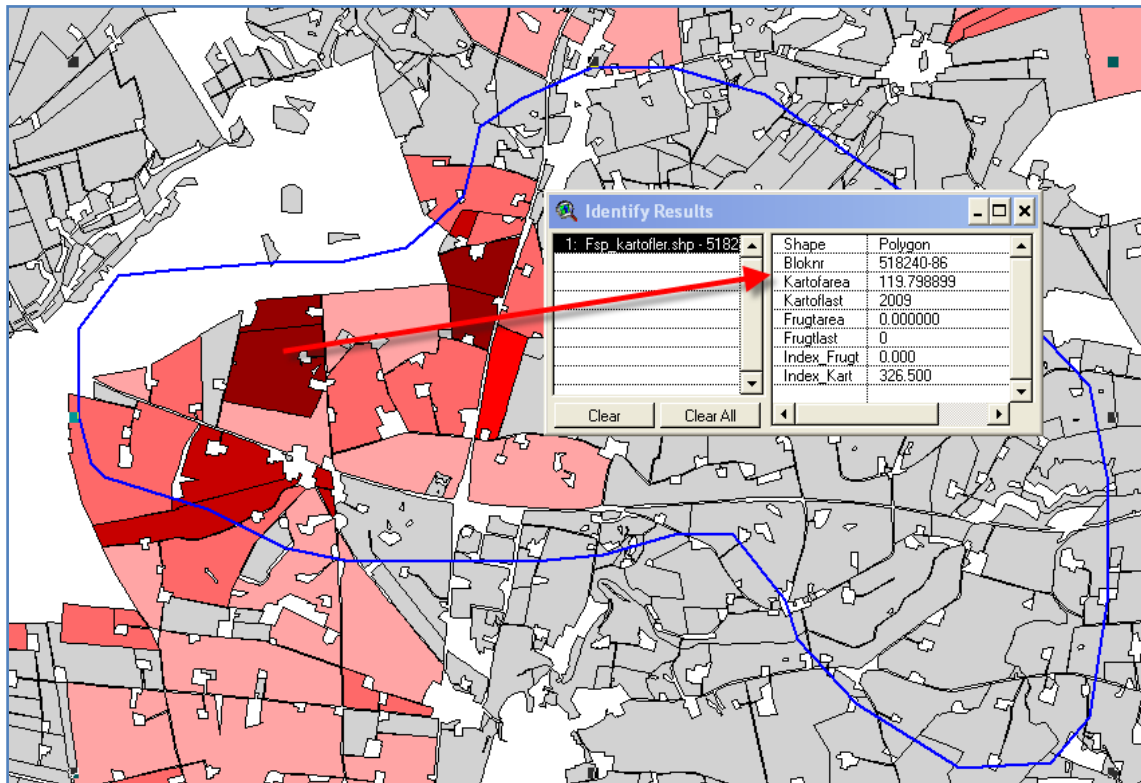 Identify Results
1: Fsp_kartofler.shp - 5182
Shape Polygon
Bloknr 518240-86
Kartofarea 119.798899
Kartoflast 2009
Frugtarea 0.000000
Frugtlast 0
Index_Frugt 0.000
Index_Kart 326.500
Clear Clear All